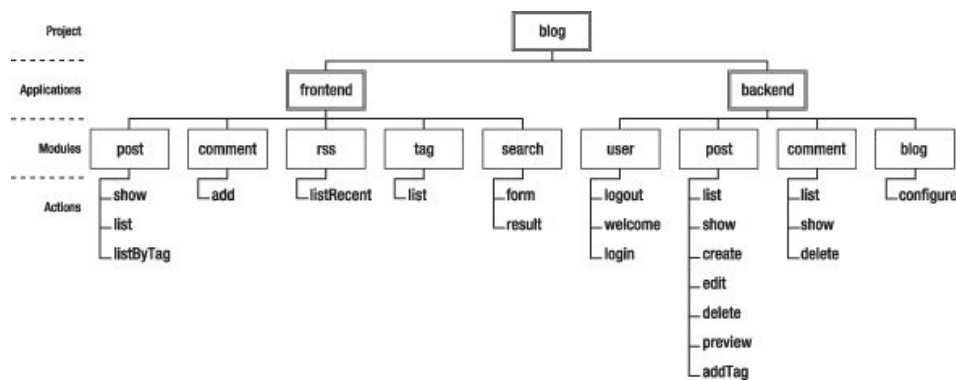 Project
blog
Applications
frontend
backend
Modules
post
comment
rss
tag
search
user
post
comment
blog
Actions
show
list
listByTag
add
listRecent
list
form
result
logout
welcome
login
list
show
create
edit
delete
preview
addTag
list
show
delete
configure